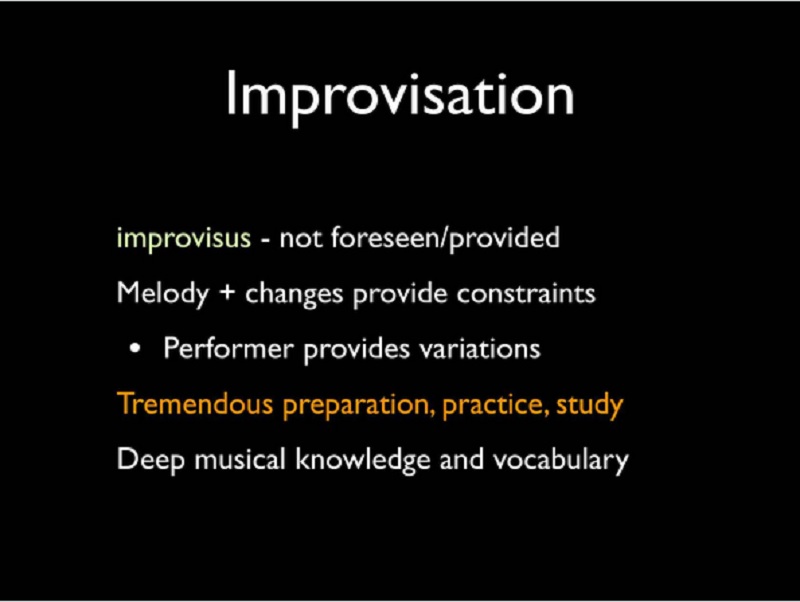 Improvisation
improvisus - not foreseen/provided
Melody + changes provide constraints
• Performer provides variations
Tremendous preparation, practice, study
Deep musical knowledge and vocabulary